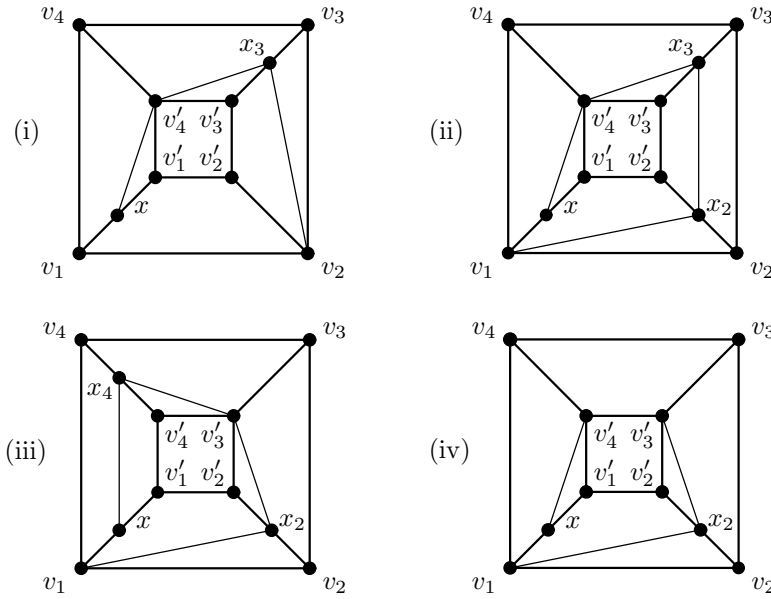 v₄ v₃
x₃
(i) v′₄ v′₃
v′₁ v′₂
x
v₁ v₂
v₄ v₃
x₃
(ii) v′₄ v′₃
v′₁ v′₂
x x₂
v₁ v₂
v₄ v₃
x₄
(iii) v′₄ v′₃
v′₁ v′₂
x x₂
v₁ v₂
v₄ v₃
(iv) v′₄ v′₃
v′₁ v′₂
x x₂
v₁ v₂